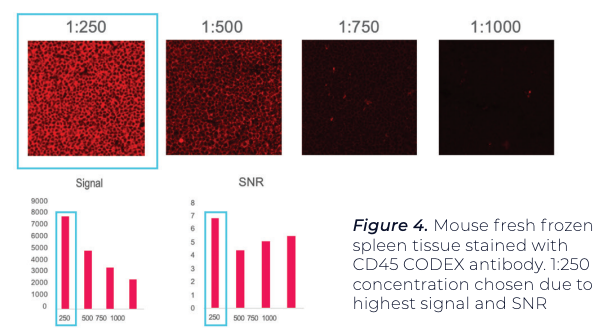 1:250 1:500 1:750 1:1000
Signal
9000
8000
7000
6000
5000
4000
3000
2000
1000
0
250 500 750 1000
SNR
8
7
6
5
4
3
2
1
0
250 500 750 1000
Figure 4. Mouse fresh frozen
spleen tissue stained with
CD45 CODEX antibody. 1:250
concentration chosen due to
highest signal and SNR